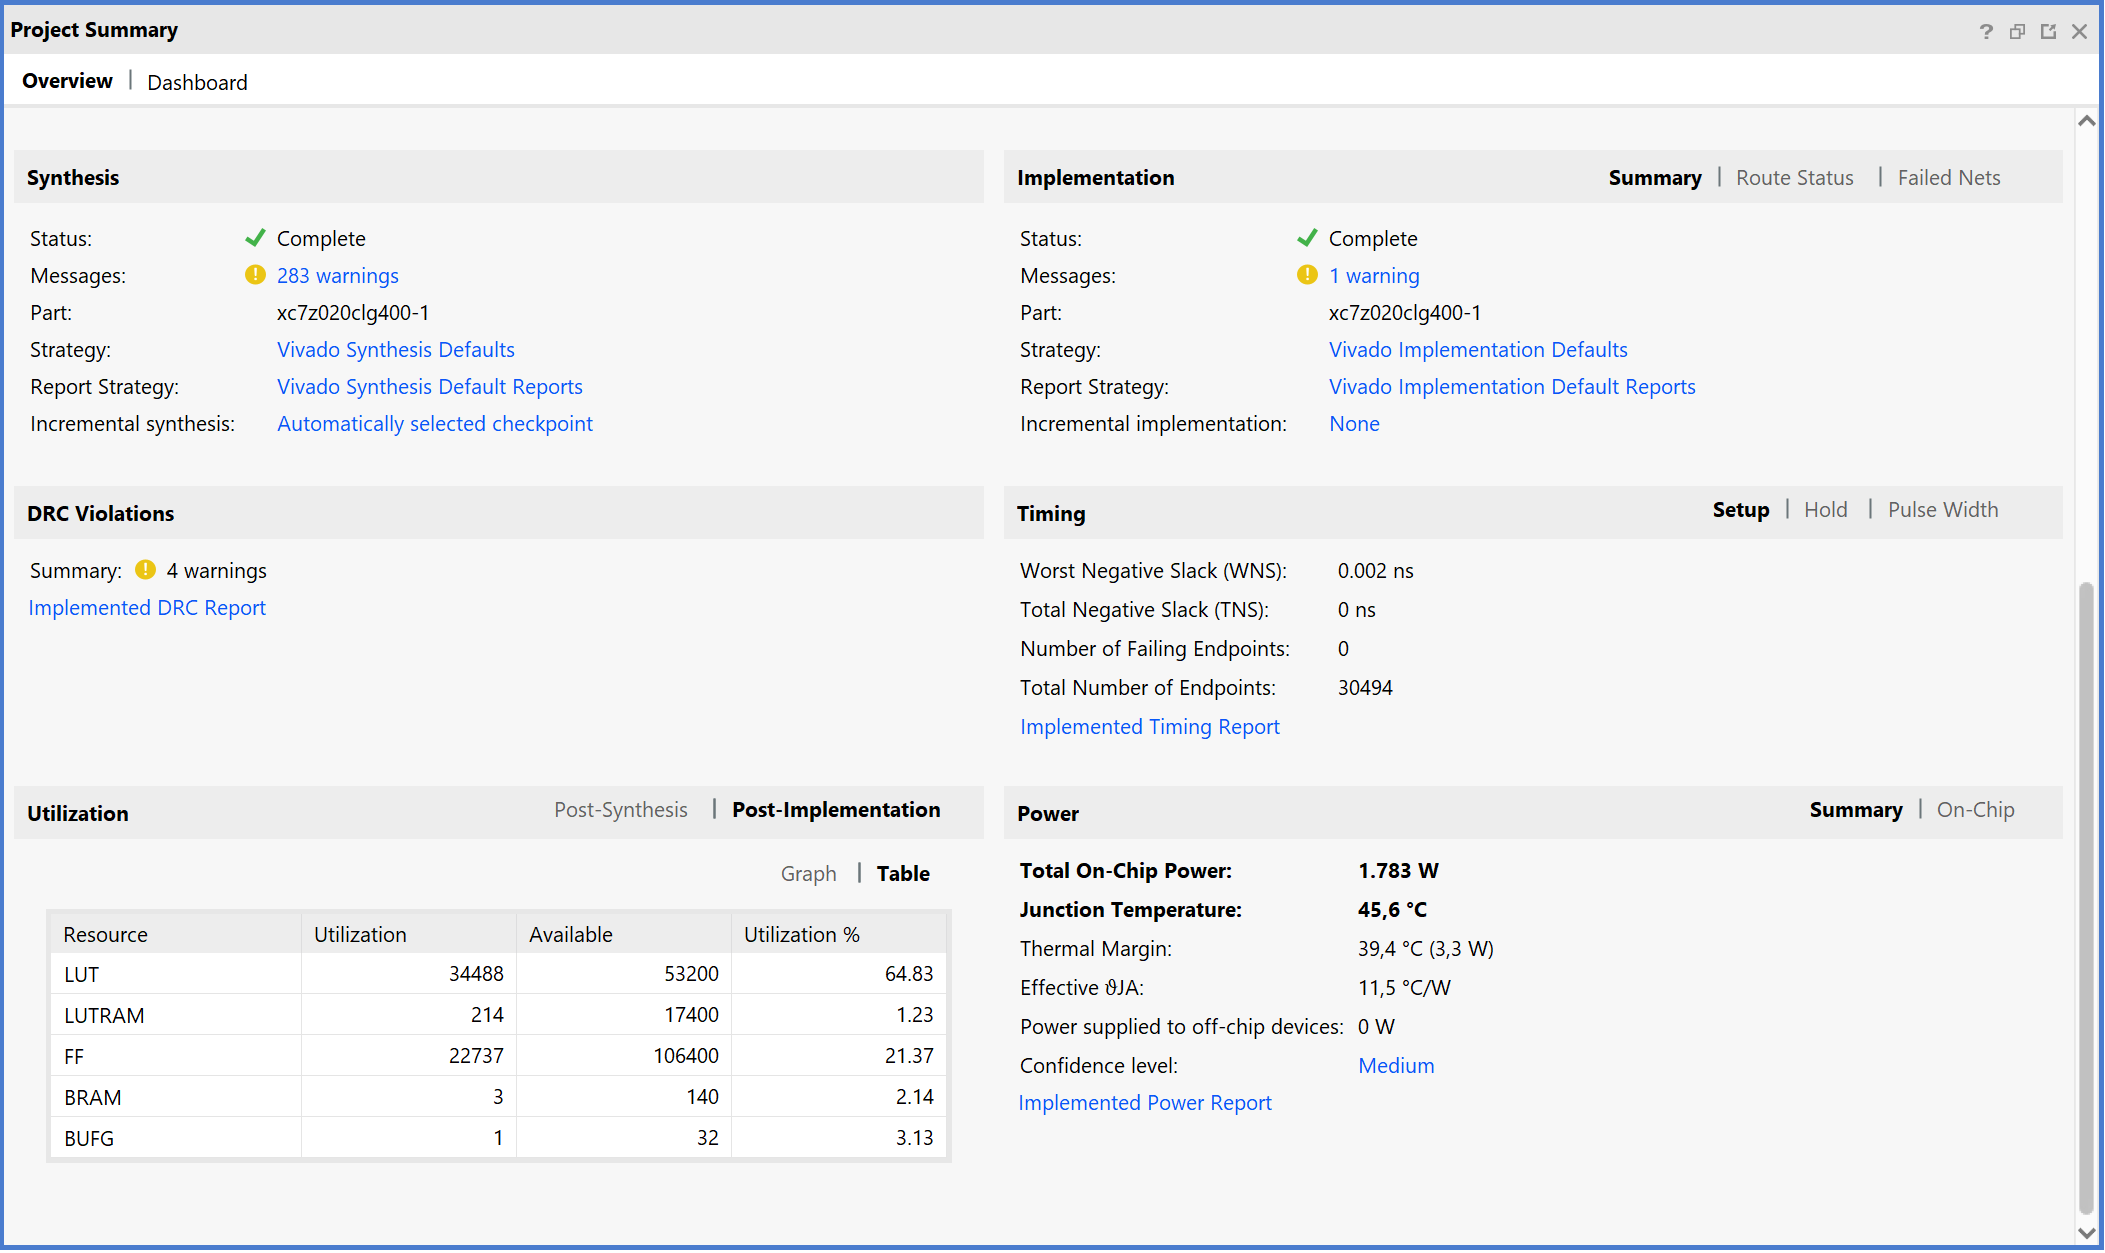 Project Summary
Overview | Dashboard
Synthesis
Status: Complete
Messages: 283 warnings
Part: xc7z020clg400-1
Strategy: Vivado Synthesis Defaults
Report Strategy: Vivado Synthesis Default Reports
Incremental synthesis: Automatically selected checkpoint
Implementation Summary | Route Status | Failed Nets
Status: Complete
Messages: 1 warning
Part: xc7z020clg400-1
Strategy: Vivado Implementation Defaults
Report Strategy: Vivado Implementation Default Reports
Incremental implementation: None
DRC Violations
Summary: 4 warnings
Implemented DRC Report
Timing Setup | Hold | Pulse Width
Worst Negative Slack (WNS): 0.002 ns
Total Negative Slack (TNS): 0 ns
Number of Failing Endpoints: 0
Total Number of Endpoints: 30494
Implemented Timing Report
Utilization Post-Synthesis | Post-Implementation
Graph | Table
Resource Utilization Available Utilization %
LUT 34488 53200 64.83
LUTRAM 214 17400 1.23
FF 22737 106400 21.37
BRAM 3 140 2.14
BUFG 1 32 3.13
Power Summary | On-Chip
Total On-Chip Power: 1.783 W
Junction Temperature: 45,6 °C
Thermal Margin: 39,4 °C (3,3 W)
Effective ϑJA: 11,5 °C/W
Power supplied to off-chip devices: 0 W
Confidence level: Medium
Implemented Power Report